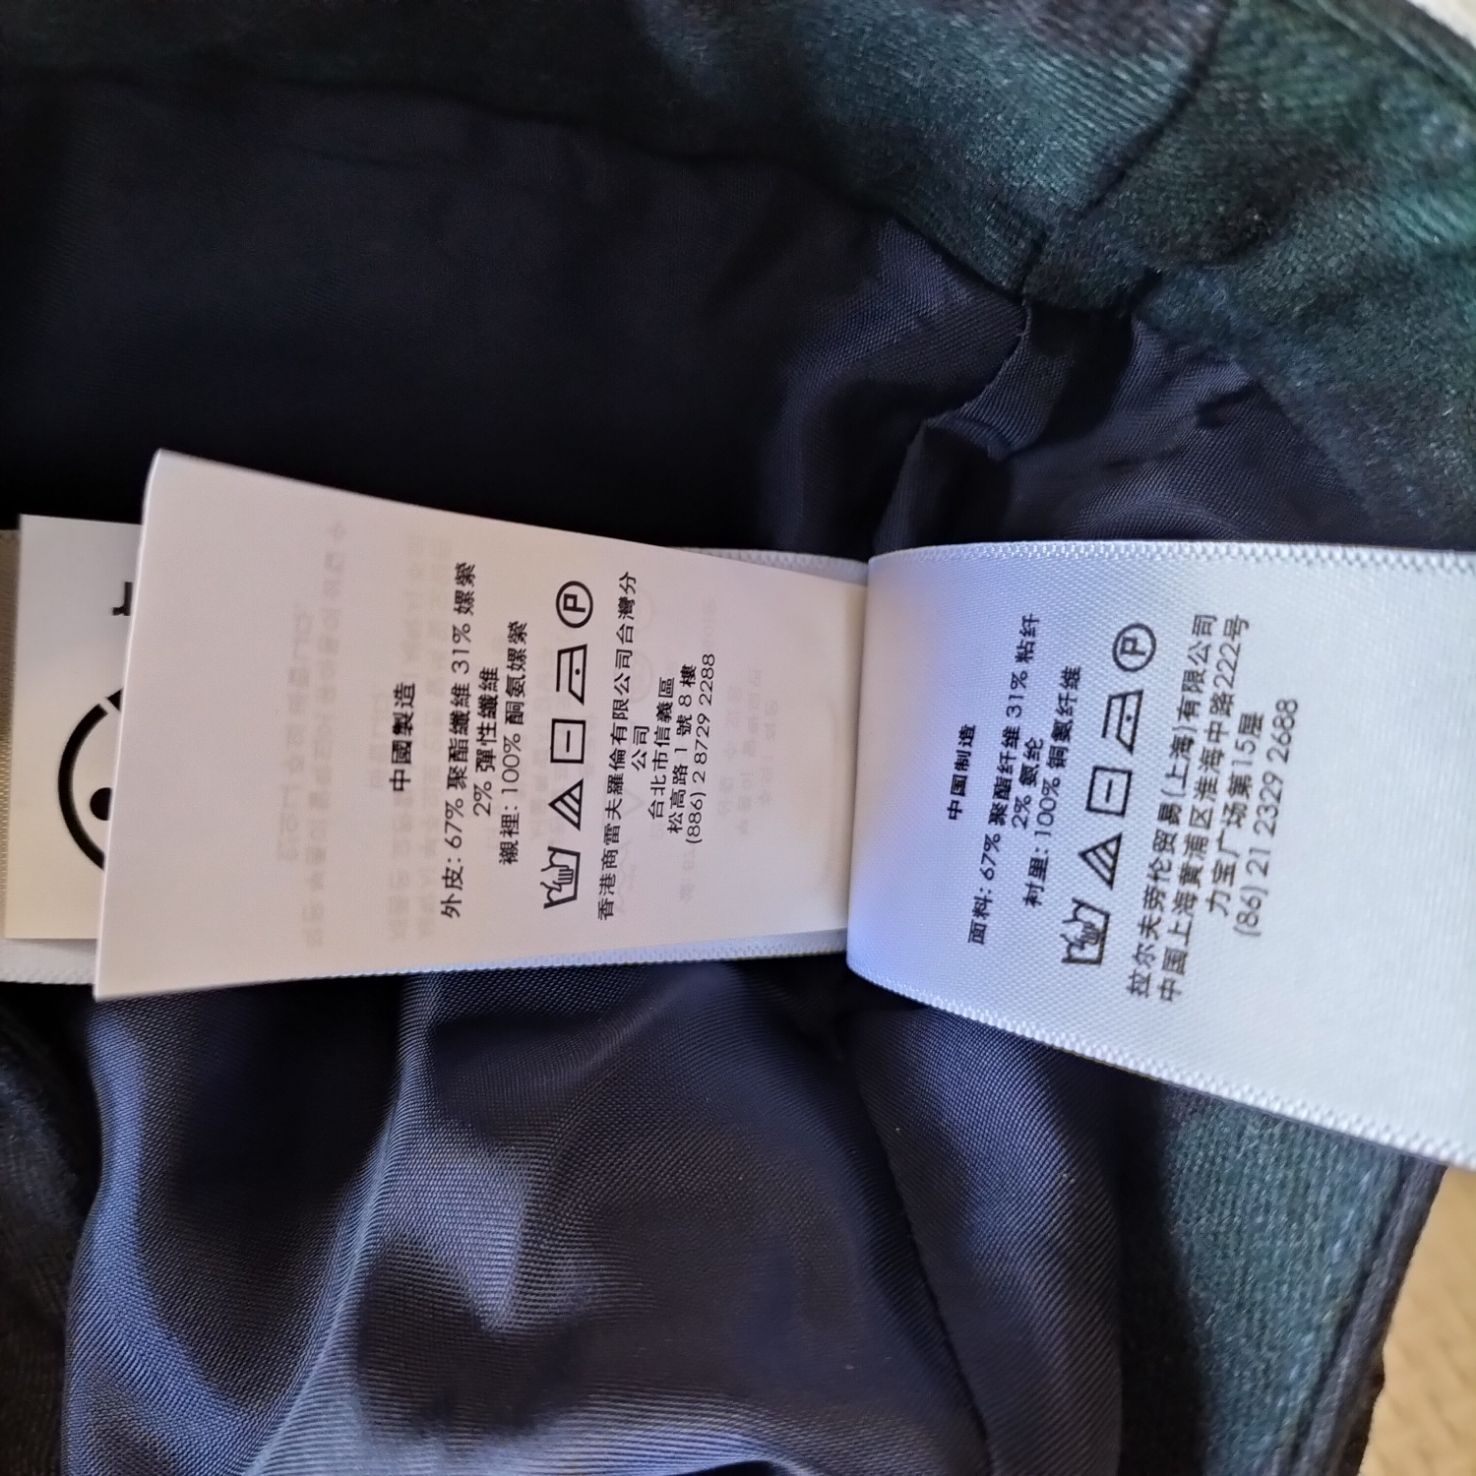 中國製造
外皮: 67% 聚酯纖維 31% 嫘縈
2% 彈性纖維
襯裡: 100% 酮氨嫘縈
P
香港商雷夫羅倫有限公司台灣分
公司
台北市信義區
松高路 1 號 8 樓
(886) 2 8729 2288
中国制造
面料: 67% 聚酯纤维 31% 粘纤
2% 氨纶
衬里: 100% 铜氨纤维
P
拉尔夫劳伦贸易(上海)有限公司
中国上海黄浦区淮海中路222号
力宝广场第15层
(86) 21 2329 2688